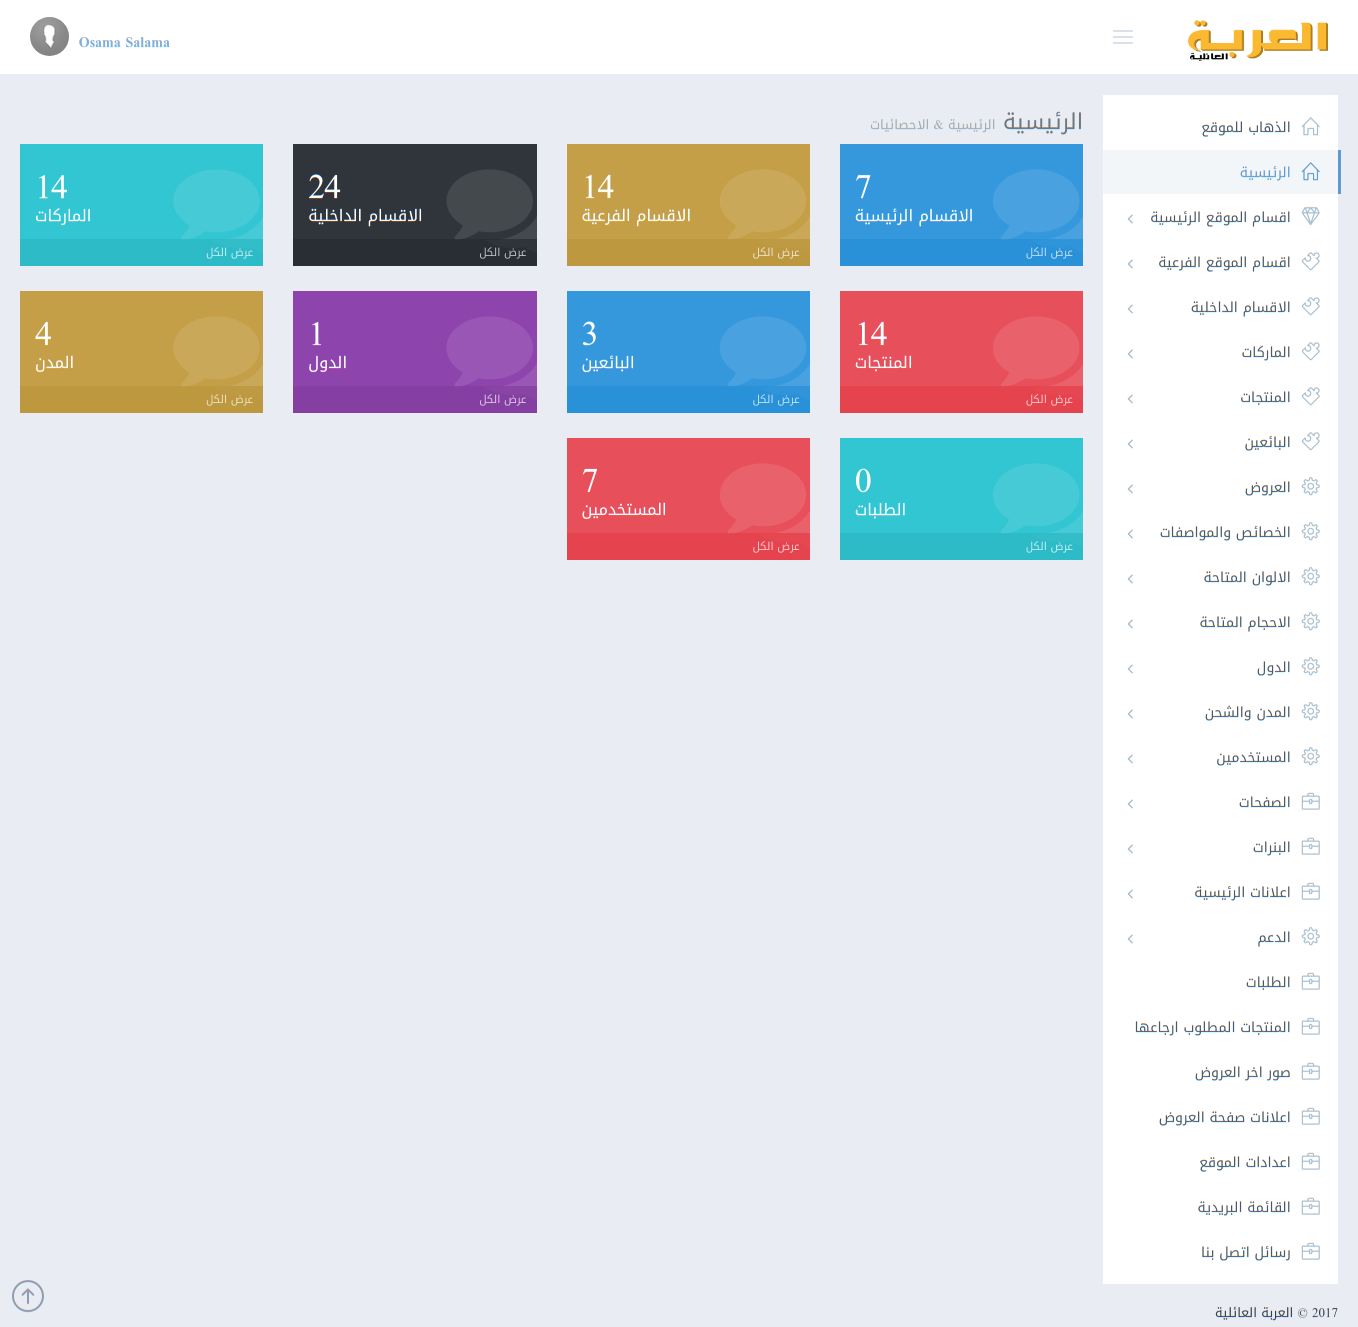 العربة
العائلية
Osama Salama
الذهاب للموقع
الرئيسية
اقسام الموقع الرئيسية
اقسام الموقع الفرعية
الاقسام الداخلية
الماركات
المنتجات
البائعين
العروض
الخصائص والمواصفات
الالوان المتاحة
الاحجام المتاحة
الدول
المدن والشحن
المستخدمين
الصفحات
البنرات
اعلانات الرئيسية
الدعم
الطلبات
المنتجات المطلوب ارجاعها
صور اخر العروض
اعلانات صفحة العروض
اعدادات الموقع
القائمة البريدية
رسائل اتصل بنا
الرئيسية الرئيسية & الاحصائيات
7
الاقسام الرئيسية
عرض الكل
14
الاقسام الفرعية
عرض الكل
24
الاقسام الداخلية
عرض الكل
14
الماركات
عرض الكل
14
المنتجات
عرض الكل
3
البائعين
عرض الكل
1
الدول
عرض الكل
4
المدن
عرض الكل
0
الطلبات
عرض الكل
7
المستخدمين
عرض الكل
2017 © العربة العائلية